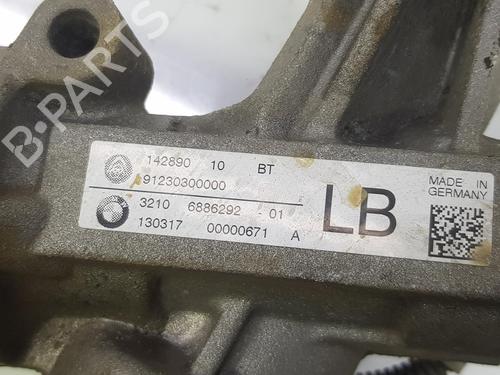 B-PARTS
142890 10 BT
91230300000
3210 6886292 - 01
130317 00000671 A
LB
MADE IN
GERMANY